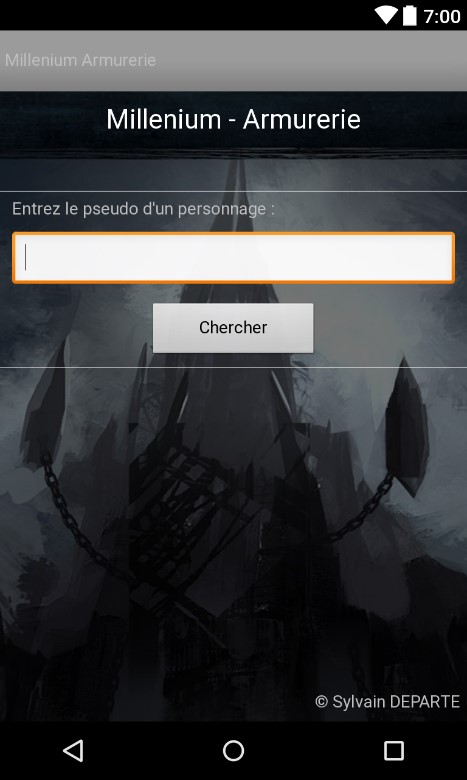 7:00
Millenium Armurerie
Millenium - Armurerie
Entrez le pseudo d'un personnage :
Chercher
© Sylvain DEPARTE